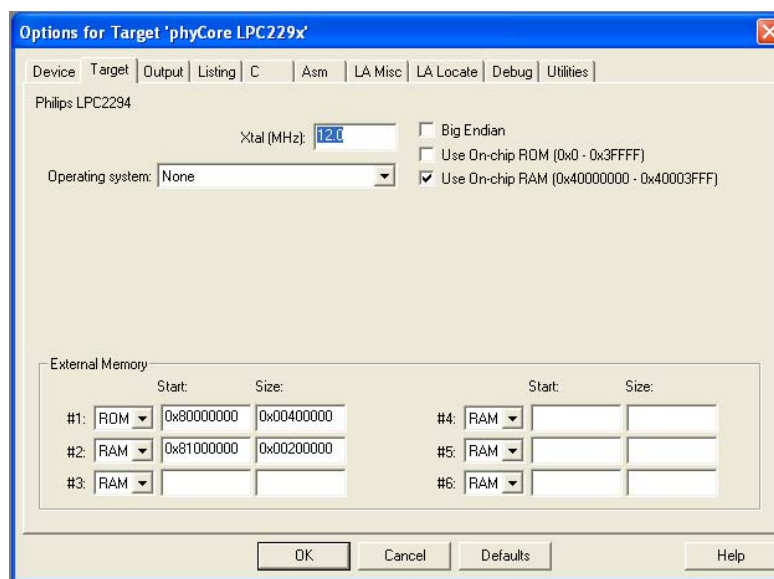 Options for Target 'phyCore LPC229x'
Device Target Output Listing C Asm LA Misc LA Locate Debug Utilities
Philips LPC2294
Xtal (MHz): 12.0
Big Endian
Use On-chip ROM (0x0 - 0x3FFFF)
Operating system: None
Use On-chip RAM (0x40000000 - 0x40003FFF)
External Memory
Start: Size: Start: Size:
#1: ROM 0x80000000 0x00400000 #4: RAM
#2: RAM 0x81000000 0x00200000 #5: RAM
#3: RAM #6: RAM
OK Cancel Defaults Help